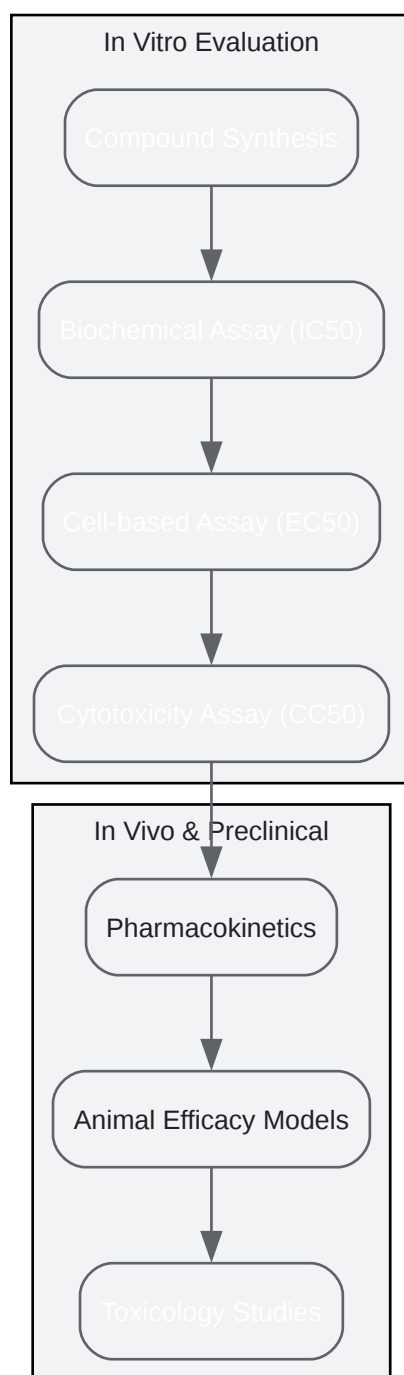 In Vitro Evaluation
Compound Synthesis
Biochemical Assay (IC50)
Cell-based Assay (EC50)
Cytotoxicity Assay (CC50)
In Vivo & Preclinical
Pharmacokinetics
Animal Efficacy Models
Toxicology Studies